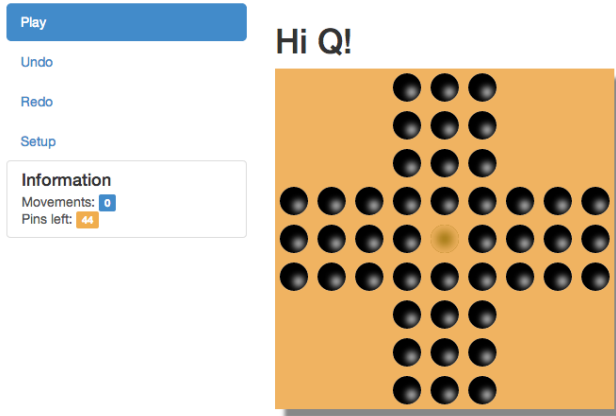 Play
Hi Q!
Undo
Redo
Setup
Information
Movements: 0
Pins left: 44